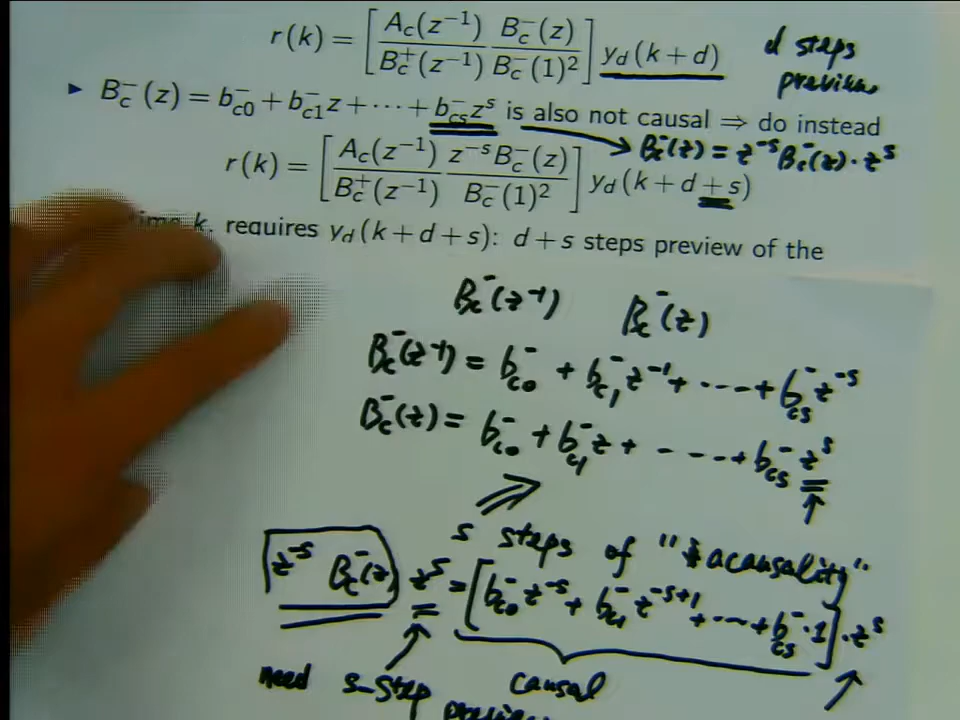 r(k) = [ A_c(z^{-1}) / B_c^+(z^{-1}) B_c^-(z) / B_c^-(1)^2 ] y_d(k+d) d steps
preview
► B_c^-(z) = b_{c0}^- + b_{c1}^- z + ··· + b_{cs}^- z^s is also not causal ⇒ do instead
→ B_c^-(z) = z^{-s} B_c^-(z) · z^s
r(k) = [ A_c(z^{-1}) / B_c^+(z^{-1}) z^{-s} B_c^-(z) / B_c^-(1)^2 ] y_d(k+d+s)
k, requires y_d(k+d+s): d+s steps preview of the
B_c^-(z^{-1}) B_c^-(z)
B_c^-(z^{-1}) = b_{c0}^- + b_{c1}^- z^{-1} + ···· + b_{cs}^- z^{-s}
B_c^-(z) = b_{c0}^- + b_{c1}^- z + - --- + b_{cs}^- z^s
⇒ s steps of "acausality"
z^{-s} B_c^-(z) z^s = [ b_{c0}^- z^{-s} + b_{c1}^- z^{-s+1} + ··· + b_{cs}^- · 1 ] · z^s
need s-step causal
preview